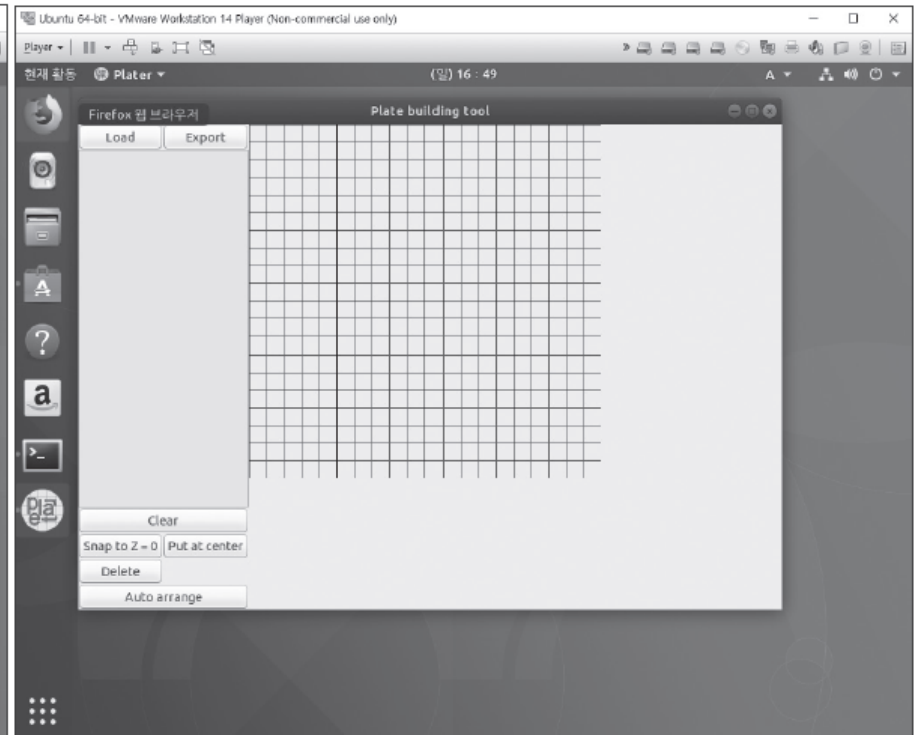 Ubuntu 64-bit - VMware Workstation 14 Player (Non-commercial use only)
Player
현재 활동 Plater (일) 16 : 49 A
Firefox 웹 브라우저 Plate building tool
Load Export
Clear
Snap to Z = 0 Put at center
Delete
Auto arrange